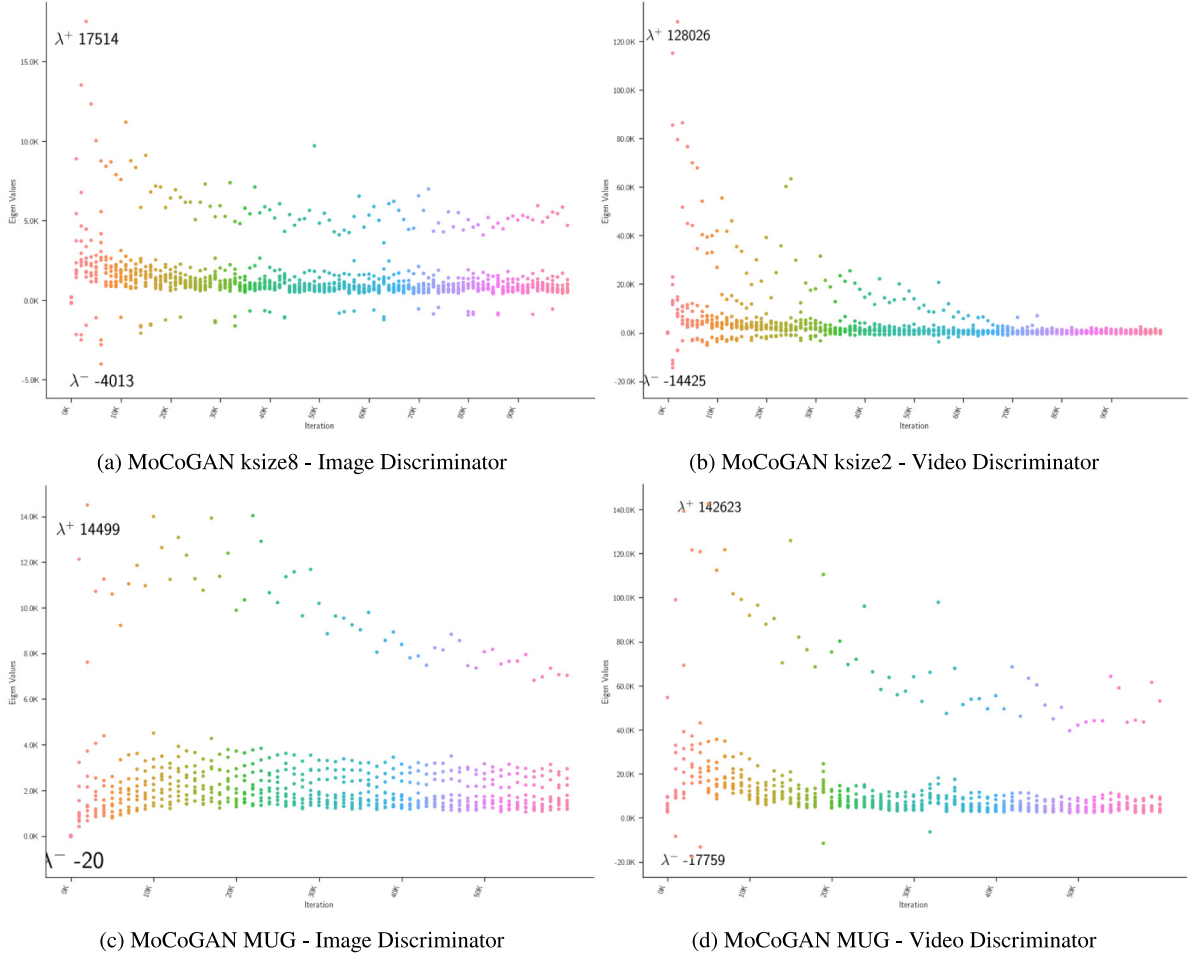 λ+ 17514
15.0K
10.0K
5.0K
0.0K
-5.0K
Eigen Values
λ− -4013
0K 10K 20K 30K 40K 50K 60K 70K 80K 90K
Iteration
(a) MoCoGAN ksize8 - Image Discriminator
λ+ 128026
120.0K
100.0K
80.0K
60.0K
40.0K
20.0K
0.0K
-20.0K
Eigen Values
λ− -14425
0K 10K 20K 30K 40K 50K 60K 70K 80K 90K
Iteration
(b) MoCoGAN ksize2 - Video Discriminator
14.0K
λ+ 14499
12.0K
10.0K
8.0K
6.0K
4.0K
2.0K
0.0K
Eigen Values
λ− -20
0K 10K 20K 30K 40K 50K
Iteration
(c) MoCoGAN MUG - Image Discriminator
λ+ 142623
140.0K
120.0K
100.0K
80.0K
60.0K
40.0K
20.0K
0.0K
-20.0K
Eigen Values
λ− -17759
0K 10K 20K 30K 40K 50K
Iteration
(d) MoCoGAN MUG - Video Discriminator